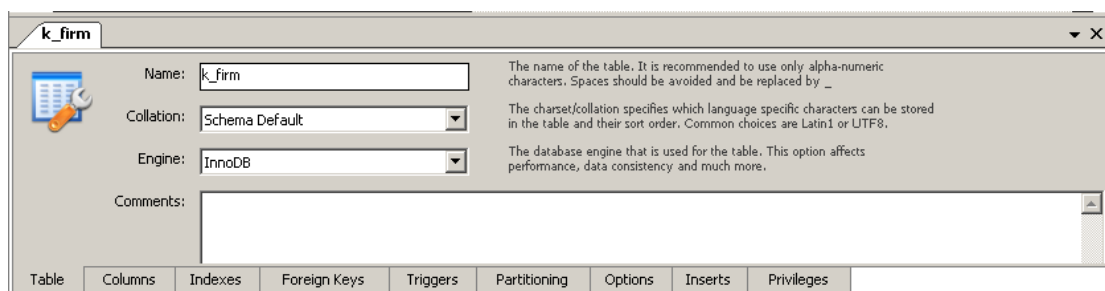 k_firm
Name: k_firm
The name of the table. It is recommended to use only alpha-numeric
characters. Spaces should be avoided and be replaced by _
Collation: Schema Default
The charset/collation specifies which language specific characters can be stored
in the table and their sort order. Common choices are Latin1 or UTF8.
Engine: InnoDB
The database engine that is used for the table. This option affects
performance, data consistency and much more.
Comments:
Table Columns Indexes Foreign Keys Triggers Partitioning Options Inserts Privileges